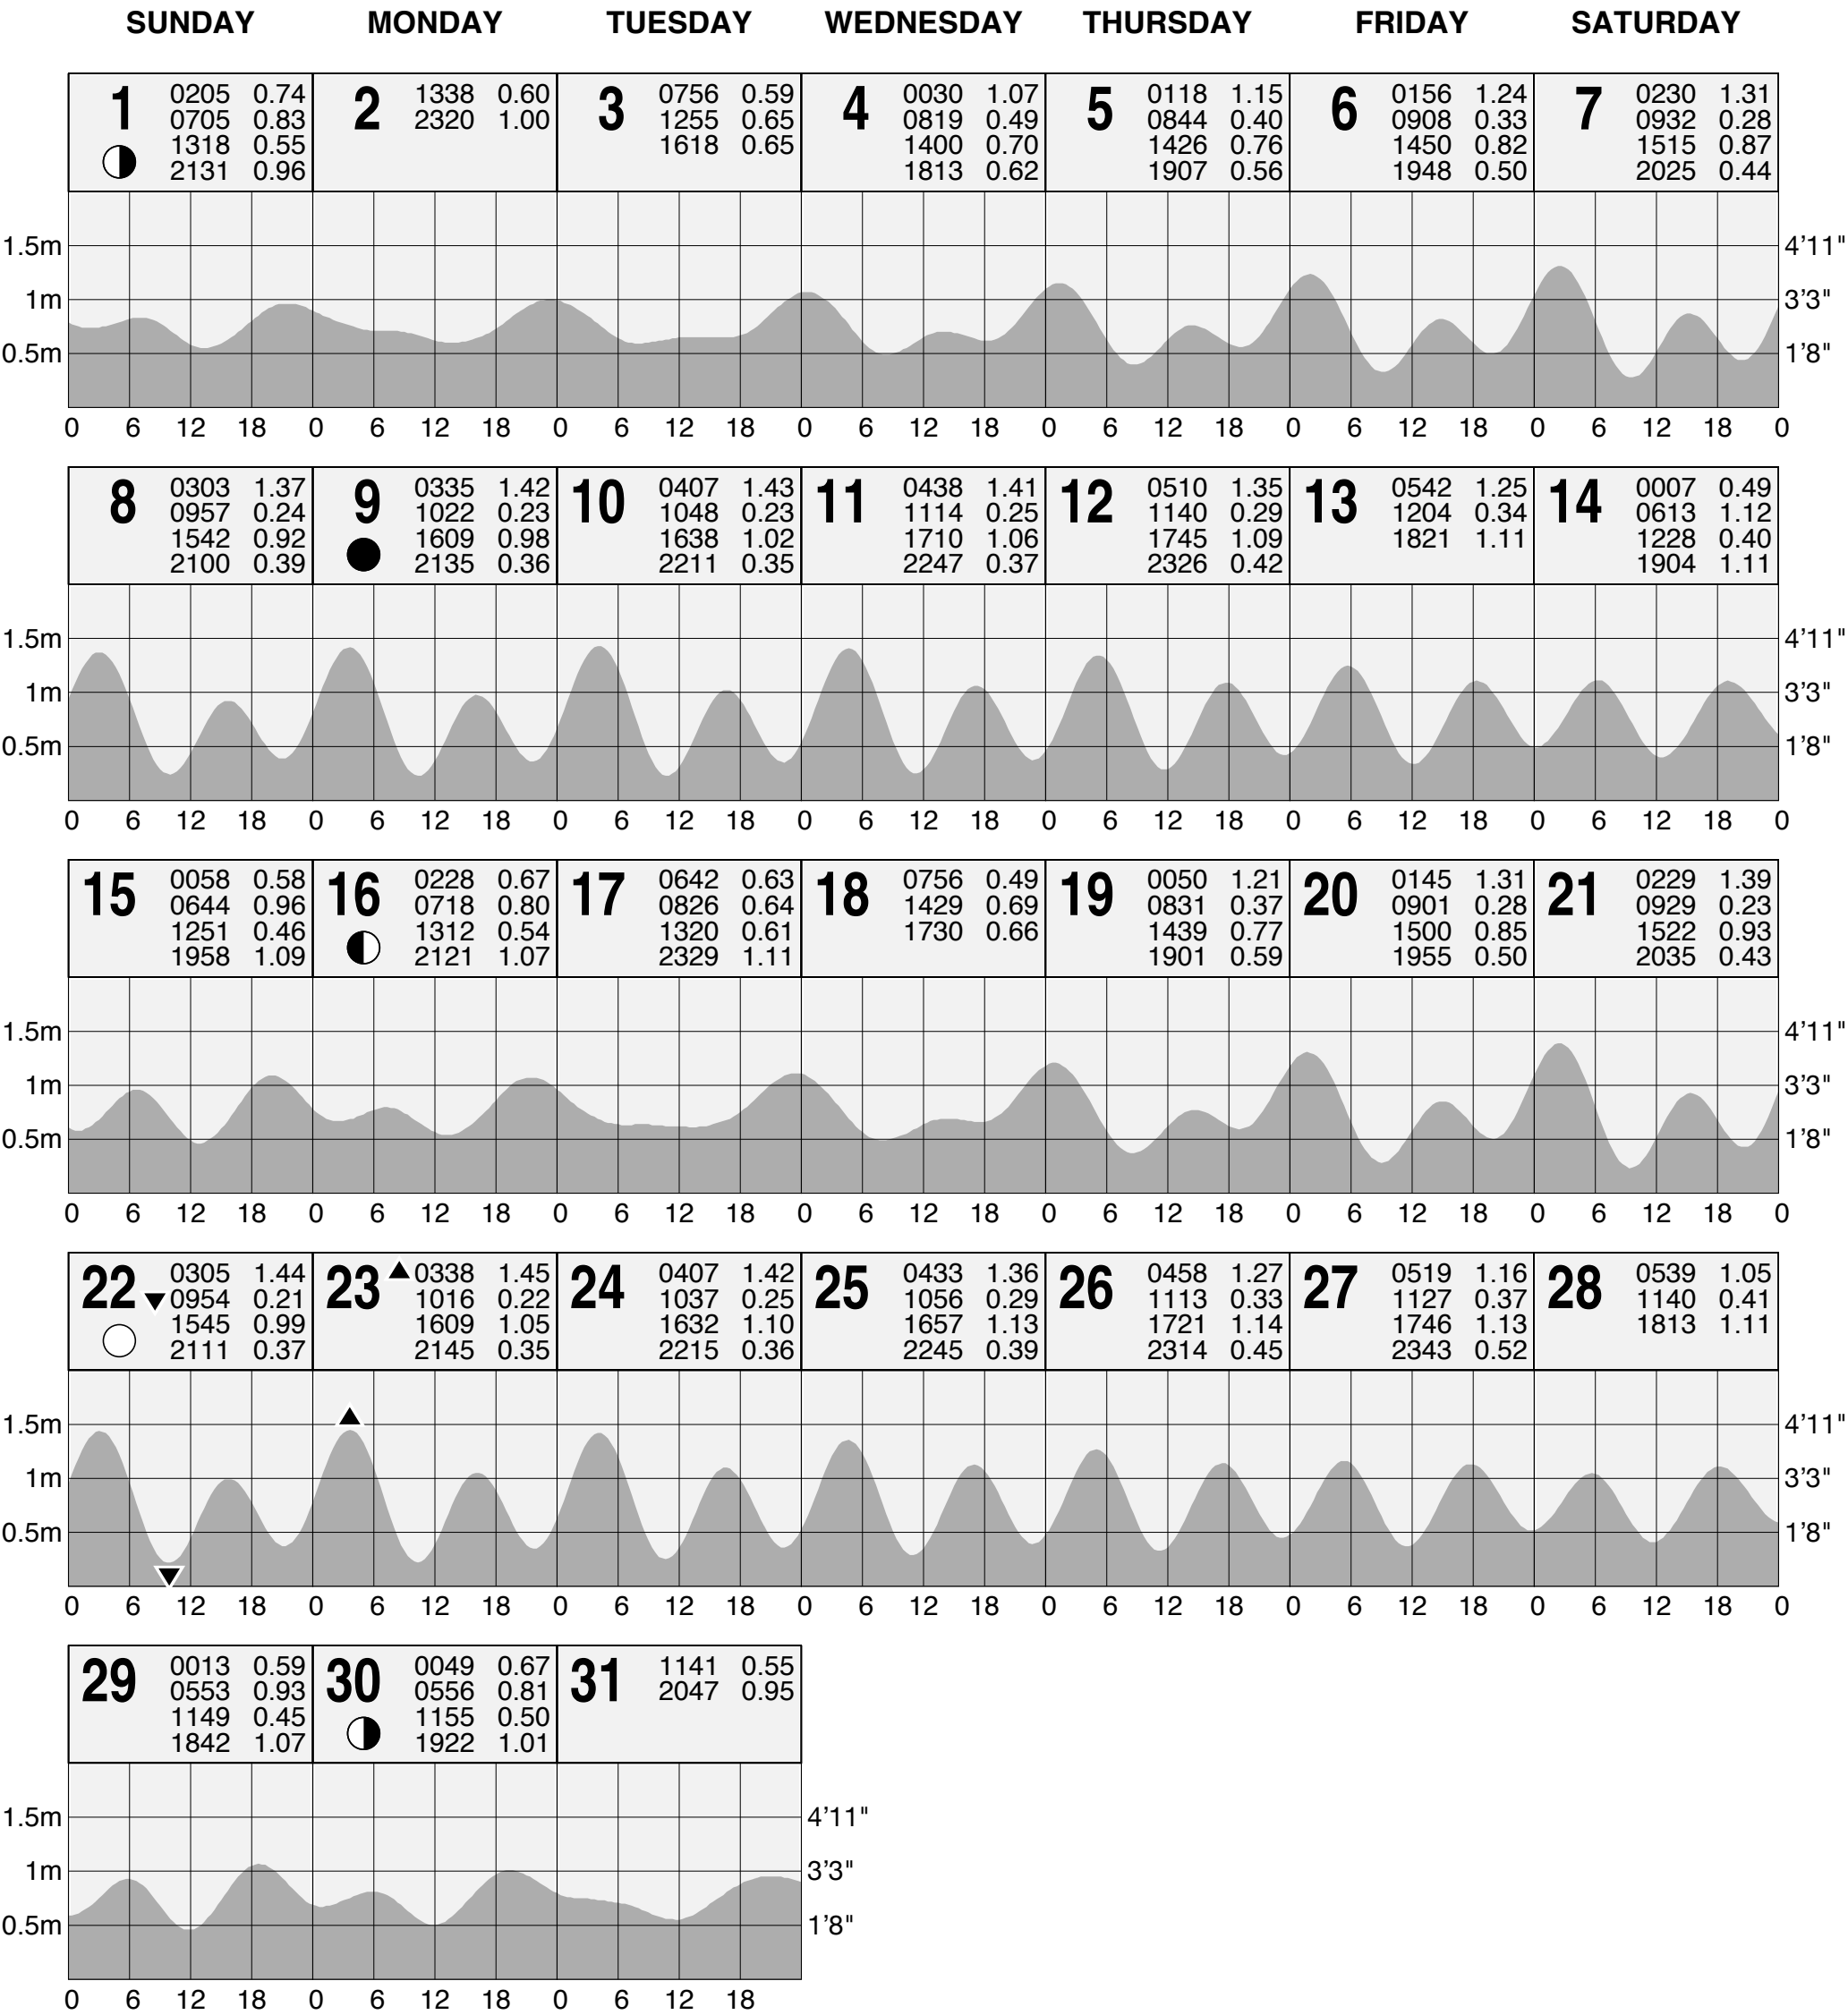 SUNDAY MONDAY TUESDAY WEDNESDAY THURSDAY FRIDAY SATURDAY
1 0205 0.74 2 1338 0.60 3 0756 0.59 4 0030 1.07 5 0118 1.15 6 0156 1.24 7 0230 1.31
0705 0.83 2320 1.00 1255 0.65 0819 0.49 0844 0.40 0908 0.33 0932 0.28
1318 0.55 1618 0.65 1400 0.70 1426 0.76 1450 0.82 1515 0.87
2131 0.96 1813 0.62 1907 0.56 1948 0.50 2025 0.44
1.5m 4'11"
1m 3'3"
0.5m 1'8"
0 6 12 18 0 6 12 18 0 6 12 18 0 6 12 18 0 6 12 18 0 6 12 18 0 6 12 18 0
8 0303 1.37 9 0335 1.42 10 0407 1.43 11 0438 1.41 12 0510 1.35 13 0542 1.25 14 0007 0.49
0957 0.24 1022 0.23 1048 0.23 1114 0.25 1140 0.29 1204 0.34 0613 1.12
1542 0.92 1609 0.98 1638 1.02 1710 1.06 1745 1.09 1821 1.11 1228 0.40
2100 0.39 2135 0.36 2211 0.35 2247 0.37 2326 0.42 1904 1.11
1.5m 4'11"
1m 3'3"
0.5m 1'8"
0 6 12 18 0 6 12 18 0 6 12 18 0 6 12 18 0 6 12 18 0 6 12 18 0 6 12 18 0
15 0058 0.58 16 0228 0.67 17 0642 0.63 18 0756 0.49 19 0050 1.21 20 0145 1.31 21 0229 1.39
0644 0.96 0718 0.80 0826 0.64 1429 0.69 0831 0.37 0901 0.28 0929 0.23
1251 0.46 1312 0.54 1320 0.61 1730 0.66 1439 0.77 1500 0.85 1522 0.93
1958 1.09 2121 1.07 2329 1.11 1901 0.59 1955 0.50 2035 0.43
1.5m 4'11"
1m 3'3"
0.5m 1'8"
0 6 12 18 0 6 12 18 0 6 12 18 0 6 12 18 0 6 12 18 0 6 12 18 0 6 12 18 0
22 0305 1.44 23 0338 1.45 24 0407 1.42 25 0433 1.36 26 0458 1.27 27 0519 1.16 28 0539 1.05
0954 0.21 1016 0.22 1037 0.25 1056 0.29 1113 0.33 1127 0.37 1140 0.41
1545 0.99 1609 1.05 1632 1.10 1657 1.13 1721 1.14 1746 1.13 1813 1.11
2111 0.37 2145 0.35 2215 0.36 2245 0.39 2314 0.45 2343 0.52
1.5m 4'11"
1m 3'3"
0.5m 1'8"
0 6 12 18 0 6 12 18 0 6 12 18 0 6 12 18 0 6 12 18 0 6 12 18 0 6 12 18 0
29 0013 0.59 30 0049 0.67 31 1141 0.55
0553 0.93 0556 0.81 2047 0.95
1149 0.45 1155 0.50
1842 1.07 1922 1.01
1.5m 4'11"
1m 3'3"
0.5m 1'8"
0 6 12 18 0 6 12 18 0 6 12 18